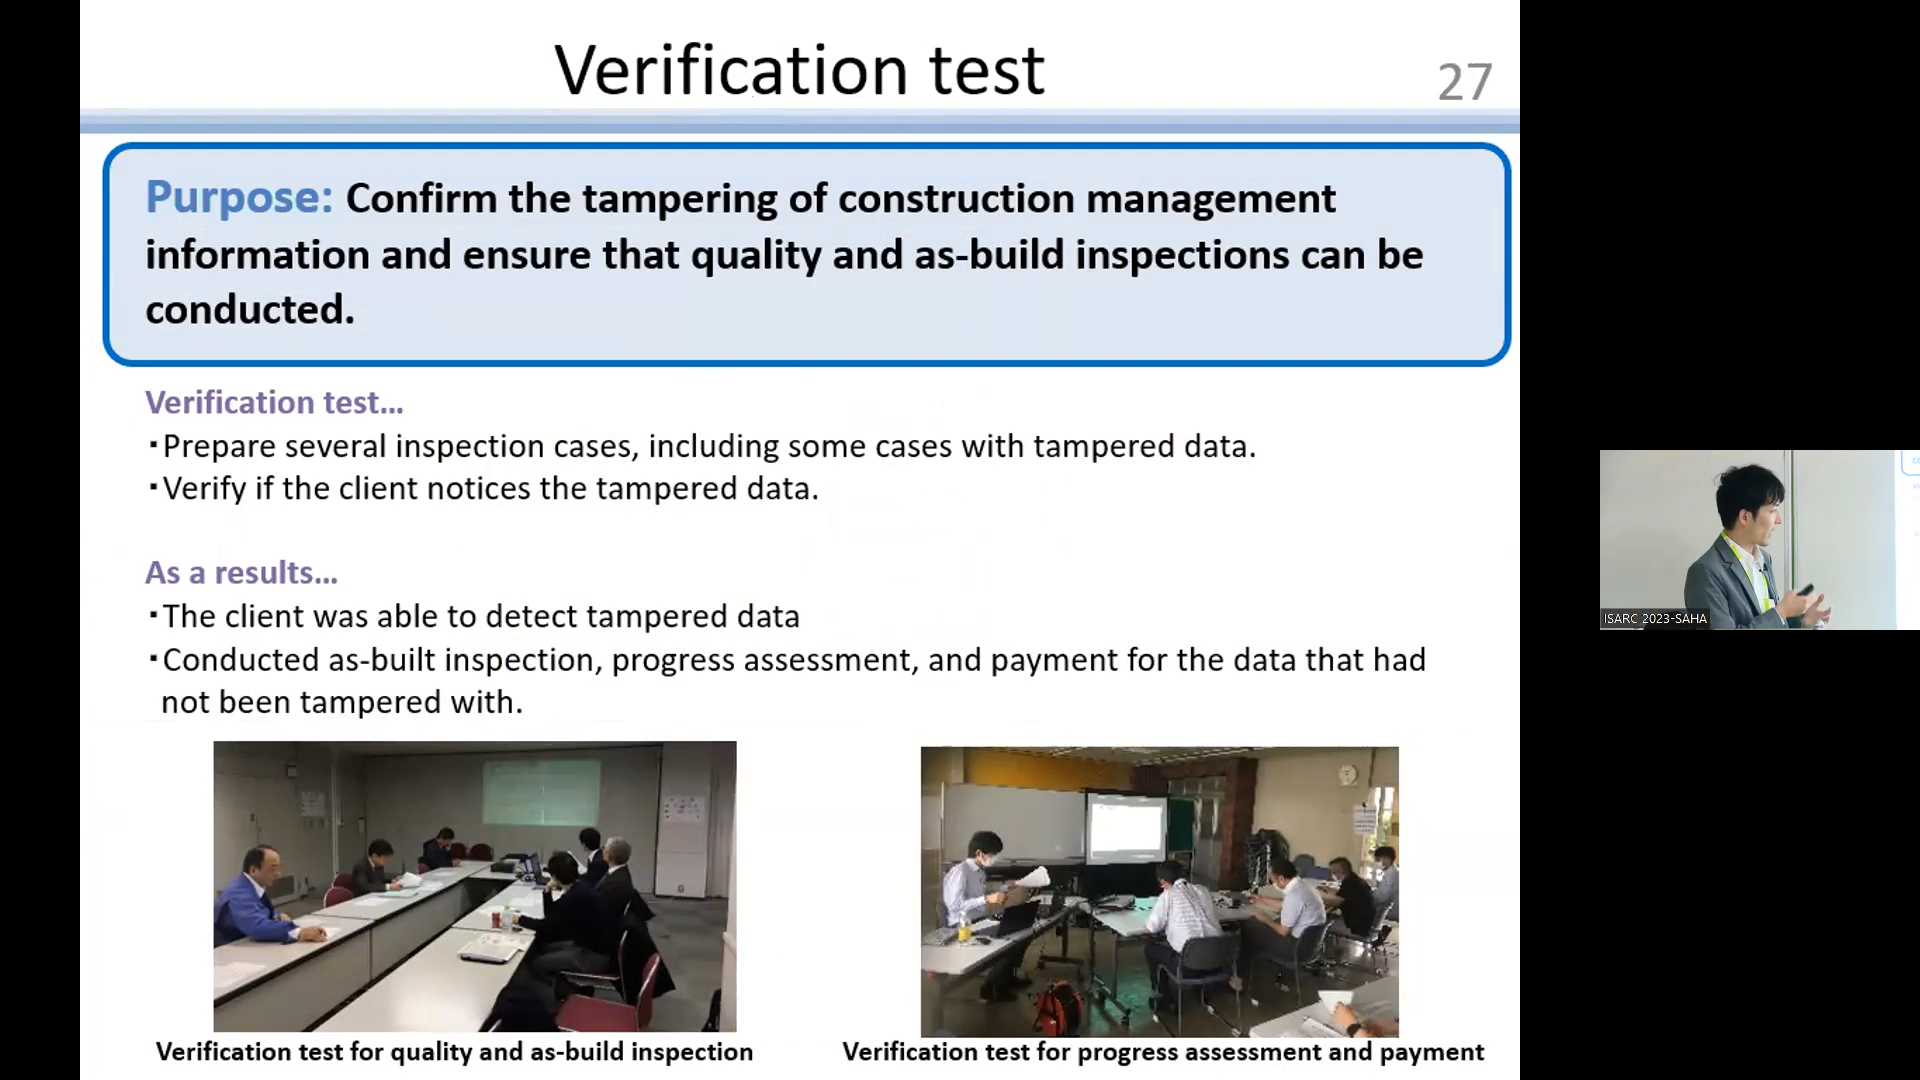 Verification test
27
Purpose: Confirm the tampering of construction management
information and ensure that quality and as-build inspections can be
conducted.
Verification test...
・Prepare several inspection cases, including some cases with tampered data.
・Verify if the client notices the tampered data.
As a results...
・The client was able to detect tampered data
・Conducted as-built inspection, progress assessment, and payment for the data that had
not been tampered with.
Verification test for quality and as-build inspection
Verification test for progress assessment and payment
ISARC 2023-SAHA